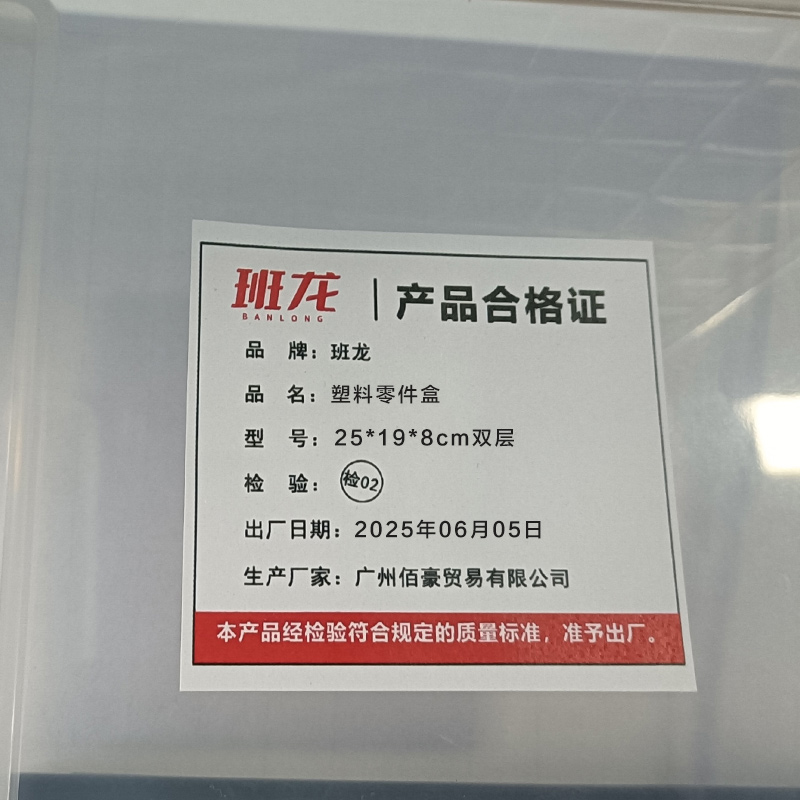 班龙 | 产品合格证
BANLONG
品 牌：班龙
品 名：塑料零件盒
型 号：25*19*8cm双层
检 验：检02
出厂日期：2025年06月05日
生产厂家：广州佰豪贸易有限公司
本产品经检验符合规定的质量标准，准予出厂。